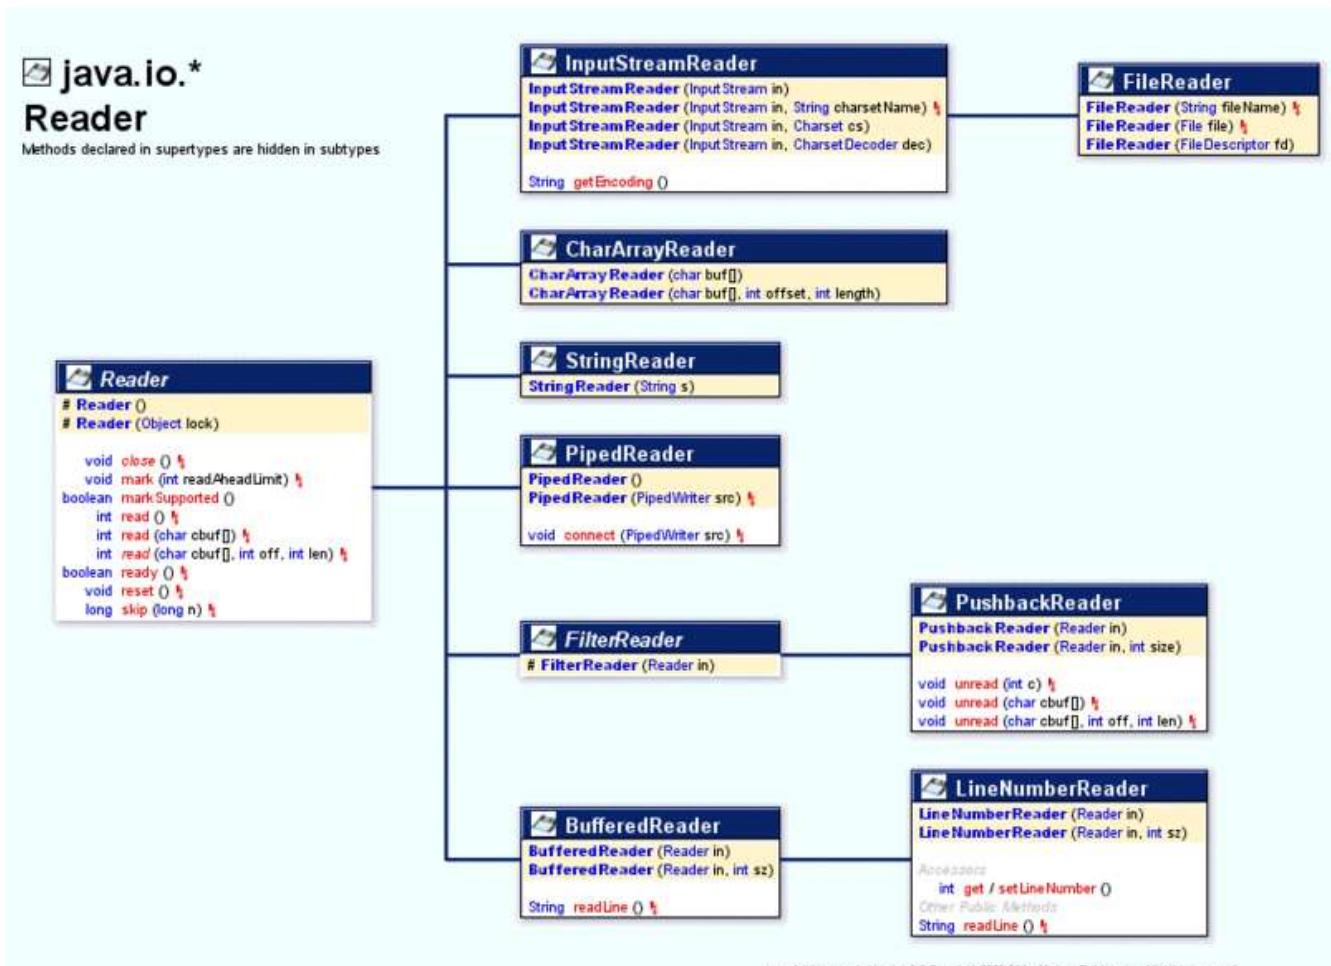 java.io.*
Reader
Methods declared in supertypes are hidden in subtypes
Reader
# Reader ()
# Reader (Object lock)
void close ()
void mark (int readAheadLimit)
boolean markSupported ()
int read ()
int read (char cbuf[])
int read (char cbuf[], int off, int len)
boolean ready ()
void reset ()
long skip (long n)
InputStreamReader
InputStreamReader (InputStream in)
InputStreamReader (InputStream in, String charsetName)
InputStreamReader (InputStream in, Charset cs)
InputStreamReader (InputStream in, CharsetDecoder dec)
String getEncoding ()
FileReader
FileReader (String fileName)
FileReader (File file)
FileReader (FileDescriptor fd)
CharArrayReader
CharArrayReader (char buf[])
CharArrayReader (char buf[], int offset, int length)
StringReader
StringReader (String s)
PipedReader
PipedReader ()
PipedReader (PipedWriter src)
void connect (PipedWriter src)
FilterReader
# FilterReader (Reader in)
PushbackReader
PushbackReader (Reader in)
PushbackReader (Reader in, int size)
void unread (int c)
void unread (char cbuf[])
void unread (char cbuf[], int off, int len)
BufferedReader
BufferedReader (Reader in)
BufferedReader (Reader in, int sz)
String readLine ()
LineNumberReader
LineNumberReader (Reader in)
LineNumberReader (Reader in, int sz)
Accessors
int get / setLineNumber ()
Other Public Methods
String readLine ()